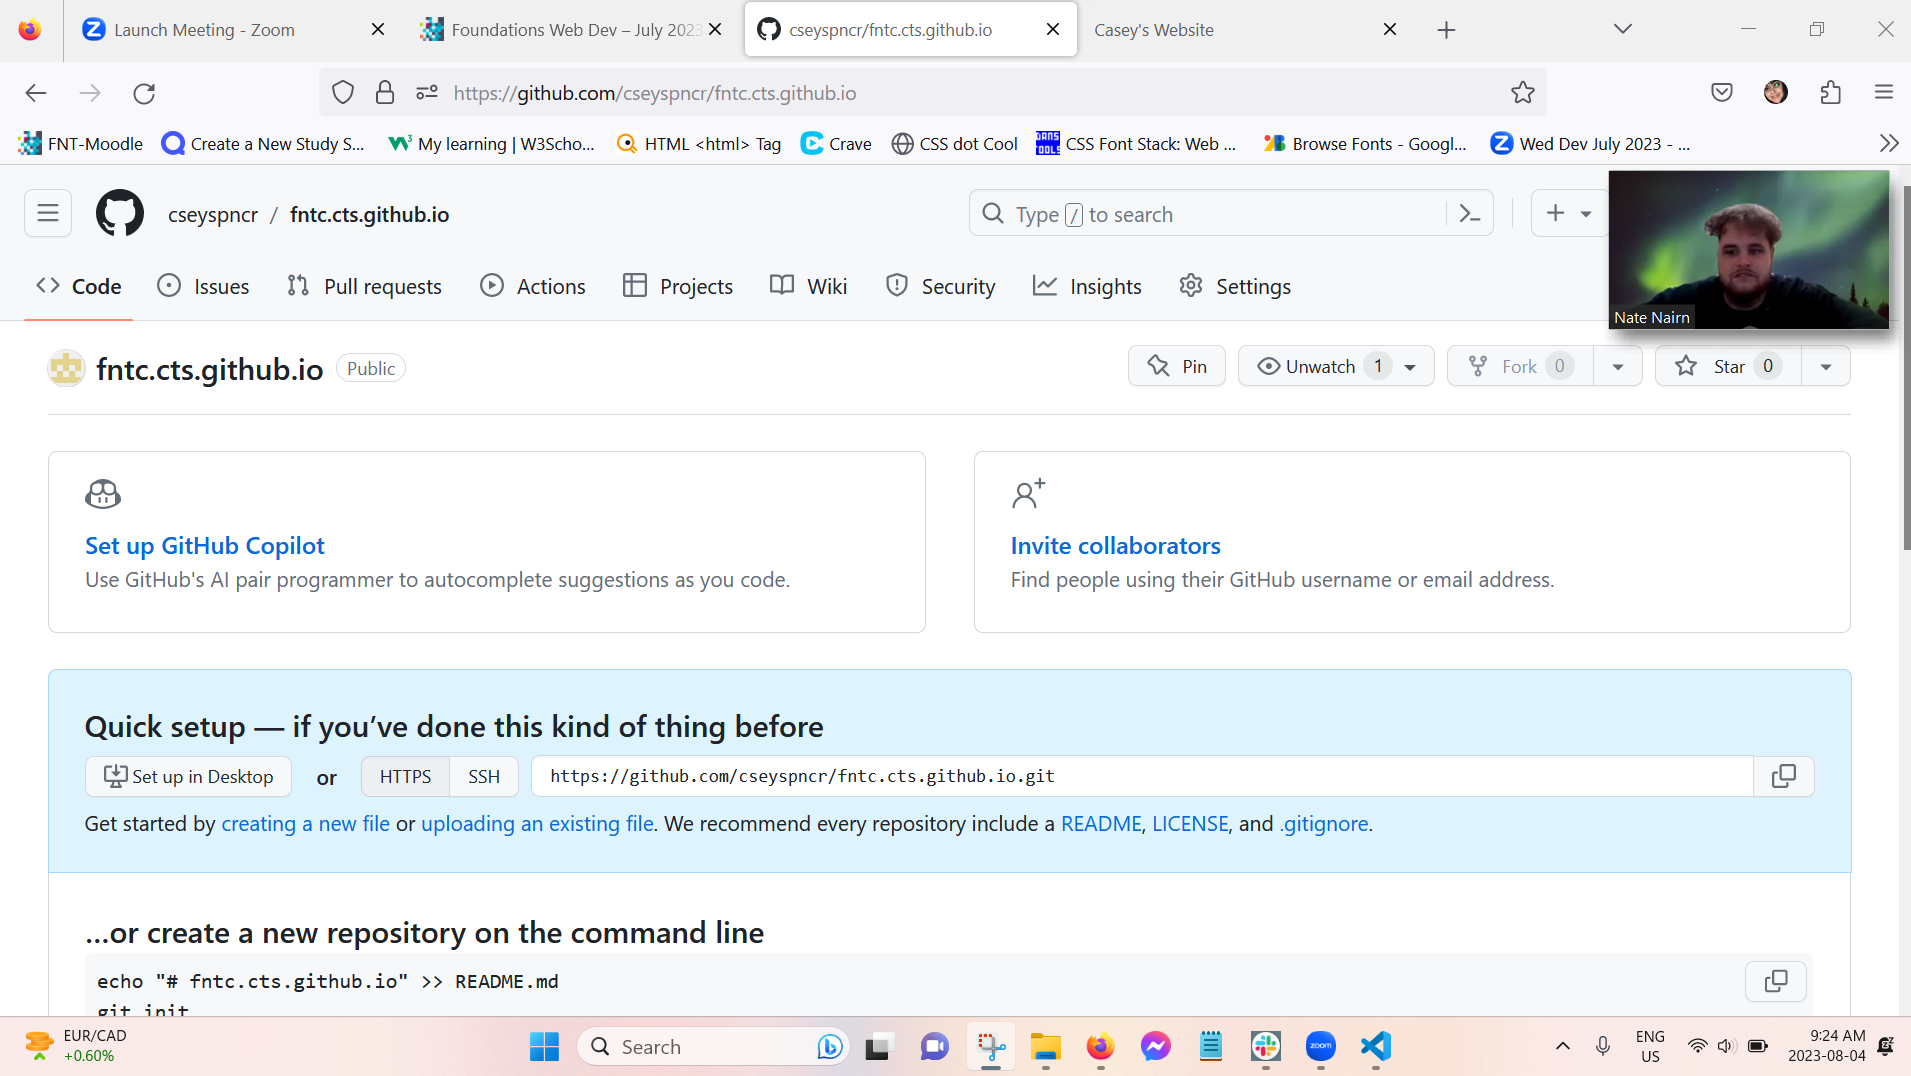 Launch Meeting - Zoom
Foundations Web Dev – July 2023
cseyspncr/fntc.cts.github.io
Casey's Website
https://github.com/cseyspncr/fntc.cts.github.io
FNT-Moodle
Create a New Study S...
My learning | W3Scho...
HTML <html> Tag
Crave
CSS dot Cool
DANS TOOLS
CSS Font Stack: Web ...
Browse Fonts - Googl...
Wed Dev July 2023 - ...
cseyspncr / fntc.cts.github.io
Type / to search
Code
Issues
Pull requests
Actions
Projects
Wiki
Security
Insights
Settings
Nate Nairn
fntc.cts.github.io
Public
Pin
Unwatch 1
Fork 0
Star 0
Set up GitHub Copilot
Use GitHub's AI pair programmer to autocomplete suggestions as you code.
Invite collaborators
Find people using their GitHub username or email address.
Quick setup — if you’ve done this kind of thing before
Set up in Desktop
or
HTTPS
SSH
https://github.com/cseyspncr/fntc.cts.github.io.git
Get started by creating a new file or uploading an existing file. We recommend every repository include a README, LICENSE, and .gitignore.
…or create a new repository on the command line
echo "# fntc.cts.github.io" >> README.md
git init
EUR/CAD
+0.60%
Search
zoom
ENG
US
9:24 AM
2023-08-04